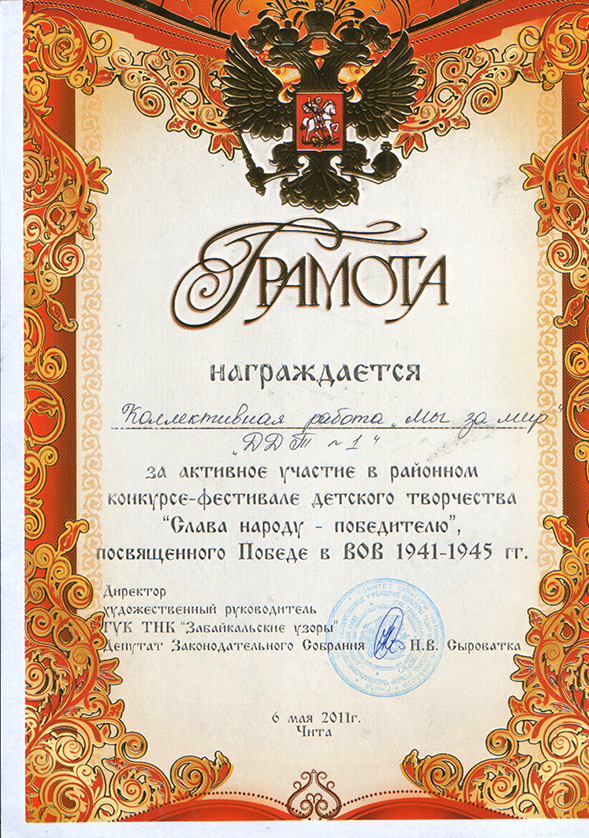 Грамота
награждается
Коллективная работа „Мы за мир"
„ДДТ №1"
за активное участие в районном
конкурсе-фестивале детского творчества
"Слава народу - победителю",
посвященного Победе в ВОВ 1941-1945 гг.
Директор
художественный руководитель
ГУК ТНК "Забайкальские узоры"
Депутат Законодательного Собрания Н.В. Сыроватка
6 мая 2011г.
Чита